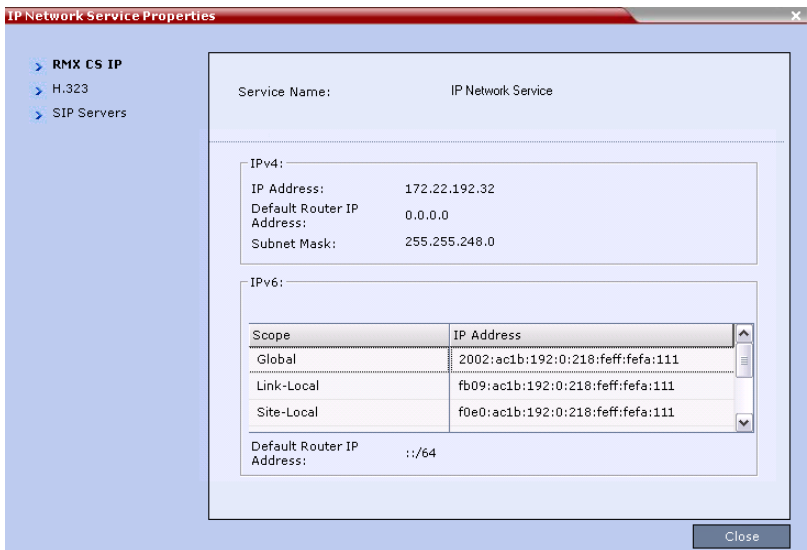 IP Network Service Properties
RMX CS IP
H.323
SIP Servers
Service Name: IP Network Service
IPv4:
IP Address: 172.22.192.32
Default Router IP
Address: 0.0.0.0
Subnet Mask: 255.255.248.0
IPv6:
Scope IP Address
Global 2002:ac1b:192:0:218:feff:fefa:111
Link-Local fb09:ac1b:192:0:218:feff:fefa:111
Site-Local f0e0:ac1b:192:0:218:feff:fefa:111
Default Router IP
Address: ::/64
Close